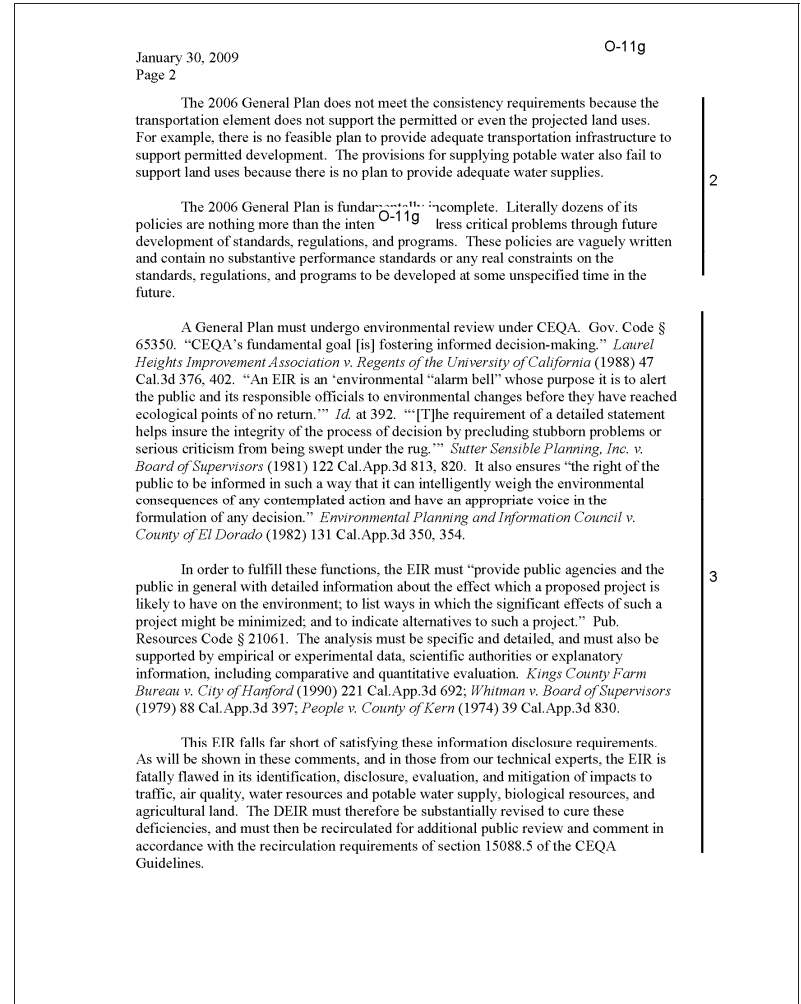 O-11g
January 30, 2009
Page 2
The 2006 General Plan does not meet the consistency requirements because the
transportation element does not support the permitted or even the projected land uses.
For example, there is no feasible plan to provide adequate transportation infrastructure to
support permitted development.  The provisions for supplying potable water also fail to
support land uses because there is no plan to provide adequate water supplies.
2
The 2006 General Plan is fundamentally incomplete.  Literally dozens of its
policies are nothing more than the inten O-11g dress critical problems through future
development of standards, regulations, and programs.  These policies are vaguely written
and contain no substantive performance standards or any real constraints on the
standards, regulations, and programs to be developed at some unspecified time in the
future.
A General Plan must undergo environmental review under CEQA.  Gov. Code §
65350.  “CEQA’s fundamental goal [is] fostering informed decision-making.”  Laurel
Heights Improvement Association v. Regents of the University of California (1988) 47
Cal.3d 376, 402.  “An EIR is an ‘environmental “alarm bell” whose purpose it is to alert
the public and its responsible officials to environmental changes before they have reached
ecological points of no return.’”  Id. at 392.  “‘[T]he requirement of a detailed statement
helps insure the integrity of the process of decision by precluding stubborn problems or
serious criticism from being swept under the rug.’”  Sutter Sensible Planning, Inc. v.
Board of Supervisors (1981) 122 Cal.App.3d 813, 820.  It also ensures “the right of the
public to be informed in such a way that it can intelligently weigh the environmental
consequences of any contemplated action and have an appropriate voice in the
formulation of any decision.”  Environmental Planning and Information Council v.
County of El Dorado (1982) 131 Cal.App.3d 350, 354.
In order to fulfill these functions, the EIR must “provide public agencies and the
3
public in general with detailed information about the effect which a proposed project is
likely to have on the environment; to list ways in which the significant effects of such a
project might be minimized; and to indicate alternatives to such a project.”  Pub.
Resources Code § 21061.  The analysis must be specific and detailed, and must also be
supported by empirical or experimental data, scientific authorities or explanatory
information, including comparative and quantitative evaluation.  Kings County Farm
Bureau v. City of Hanford (1990) 221 Cal.App.3d 692; Whitman v. Board of Supervisors
(1979) 88 Cal.App.3d 397; People v. County of Kern (1974) 39 Cal.App.3d 830.
This EIR falls far short of satisfying these information disclosure requirements.
As will be shown in these comments, and in those from our technical experts, the EIR is
fatally flawed in its identification, disclosure, evaluation, and mitigation of impacts to
traffic, air quality, water resources and potable water supply, biological resources, and
agricultural land.  The DEIR must therefore be substantially revised to cure these
deficiencies, and must then be recirculated for additional public review and comment in
accordance with the recirculation requirements of section 15088.5 of the CEQA
Guidelines.